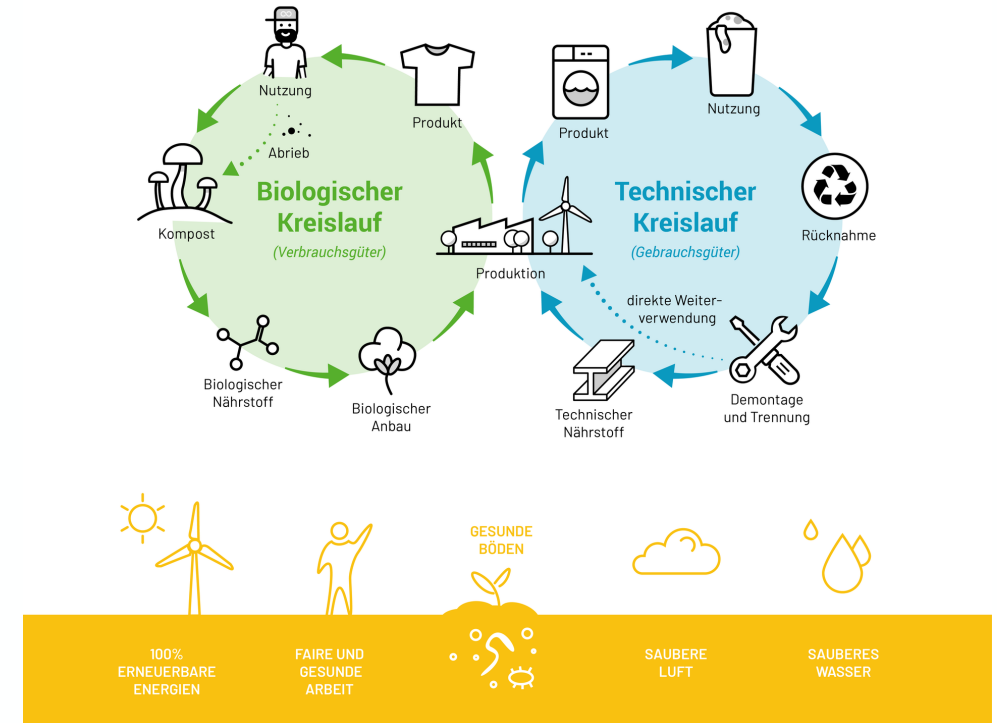 Nutzung
Abrieb
Produkt
Kompost
Biologischer
Kreislauf
(Verbrauchsgüter)
Biologischer
Nährstoff
Biologischer
Anbau
Produktion
Produkt
Nutzung
Technischer
Kreislauf
(Gebrauchsgüter)
Rücknahme
direkte Weiter-
verwendung
Technischer
Nährstoff
Demontage
und Trennung
100%
ERNEUERBARE
ENERGIEN
FAIRE UND
GESUNDE
ARBEIT
GESUNDE
BÖDEN
SAUBERE
LUFT
SAUBERES
WASSER